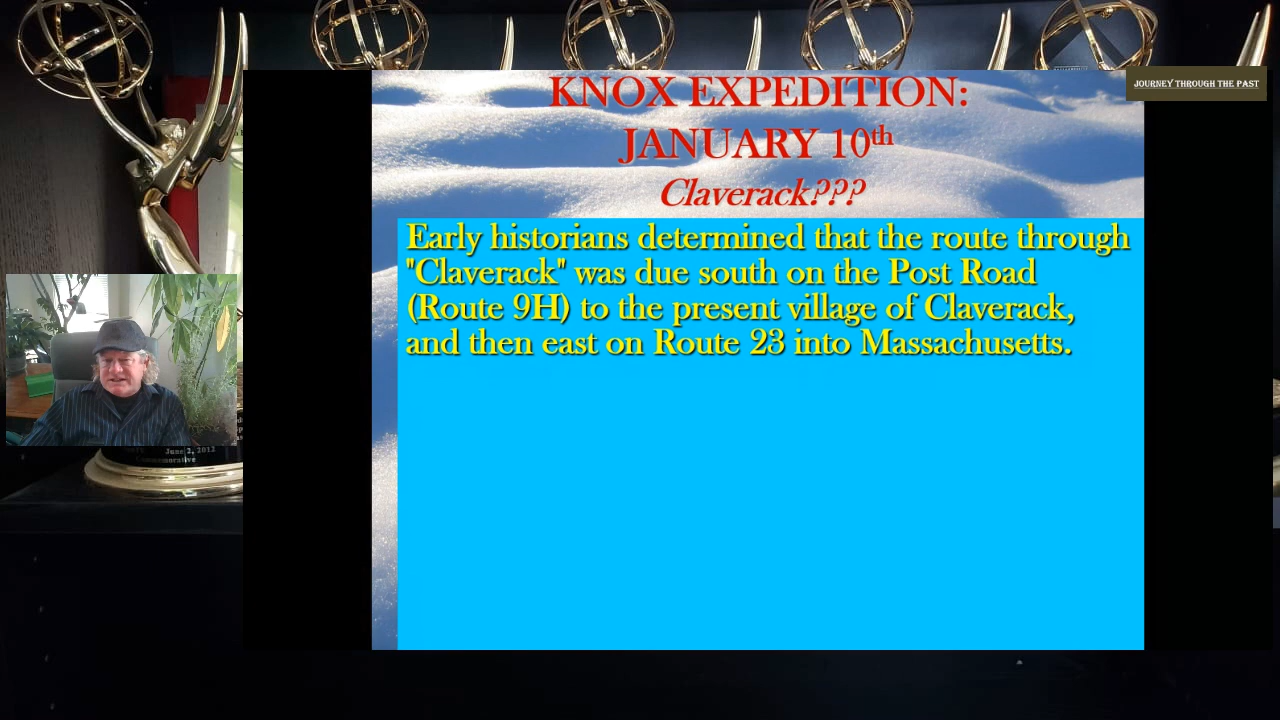 JOURNEY THROUGH THE PAST
KNOX EXPEDITION:
JANUARY 10th
Claverack???
Early historians determined that the route through
"Claverack" was due south on the Post Road
(Route 9H) to the present village of Claverack,
and then east on Route 23 into Massachusetts.
June 2, 2012
Commemorative